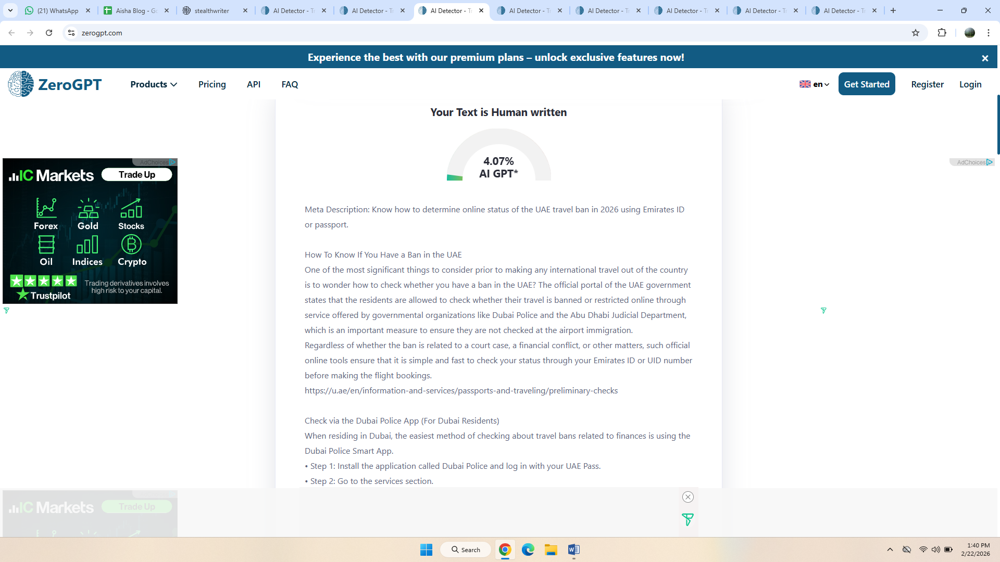 (21) WhatsApp
Aisha Blog - Go
stealthwriter
AI Detector - Tr
AI Detector - Tr
AI Detector - Tr
AI Detector - Tr
AI Detector - Tr
AI Detector - Tr
AI Detector - Tr
AI Detector - Tr
zerogpt.com
Experience the best with our premium plans – unlock exclusive features now!
ZeroGPT
Products
Pricing
API
FAQ
en
Get Started
Register
Login
Your Text is Human written
4.07%
AI GPT*
AdChoices
IC Markets
Trade Up
Forex
Gold
Stocks
Oil
Indices
Crypto
Trustpilot
Trading derivatives involves
high risk to your capital.
AdChoices
Meta Description: Know how to determine online status of the UAE travel ban in 2026 using Emirates ID
or passport.
How To Know If You Have a Ban in the UAE
One of the most significant things to consider prior to making any international travel out of the country
is to wonder how to check whether you have a ban in the UAE? The official portal of the UAE government
states that the residents are allowed to check whether their travel is banned or restricted online through
service offered by governmental organizations like Dubai Police and the Abu Dhabi Judicial Department,
which is an important measure to ensure they are not checked at the airport immigration.
Regardless of whether the ban is related to a court case, a financial conflict, or other matters, such official
online tools ensure that it is simple and fast to check your status through your Emirates ID or UID number
before making the flight bookings.
https://u.ae/en/information-and-services/passports-and-traveling/preliminary-checks
Check via the Dubai Police App (For Dubai Residents)
When residing in Dubai, the easiest method of checking about travel bans related to finances is using the
Dubai Police Smart App.
• Step 1: Install the application called Dubai Police and log in with your UAE Pass.
• Step 2: Go to the services section.
IC Markets
Trade Up
Search
1:40 PM
2/22/2026